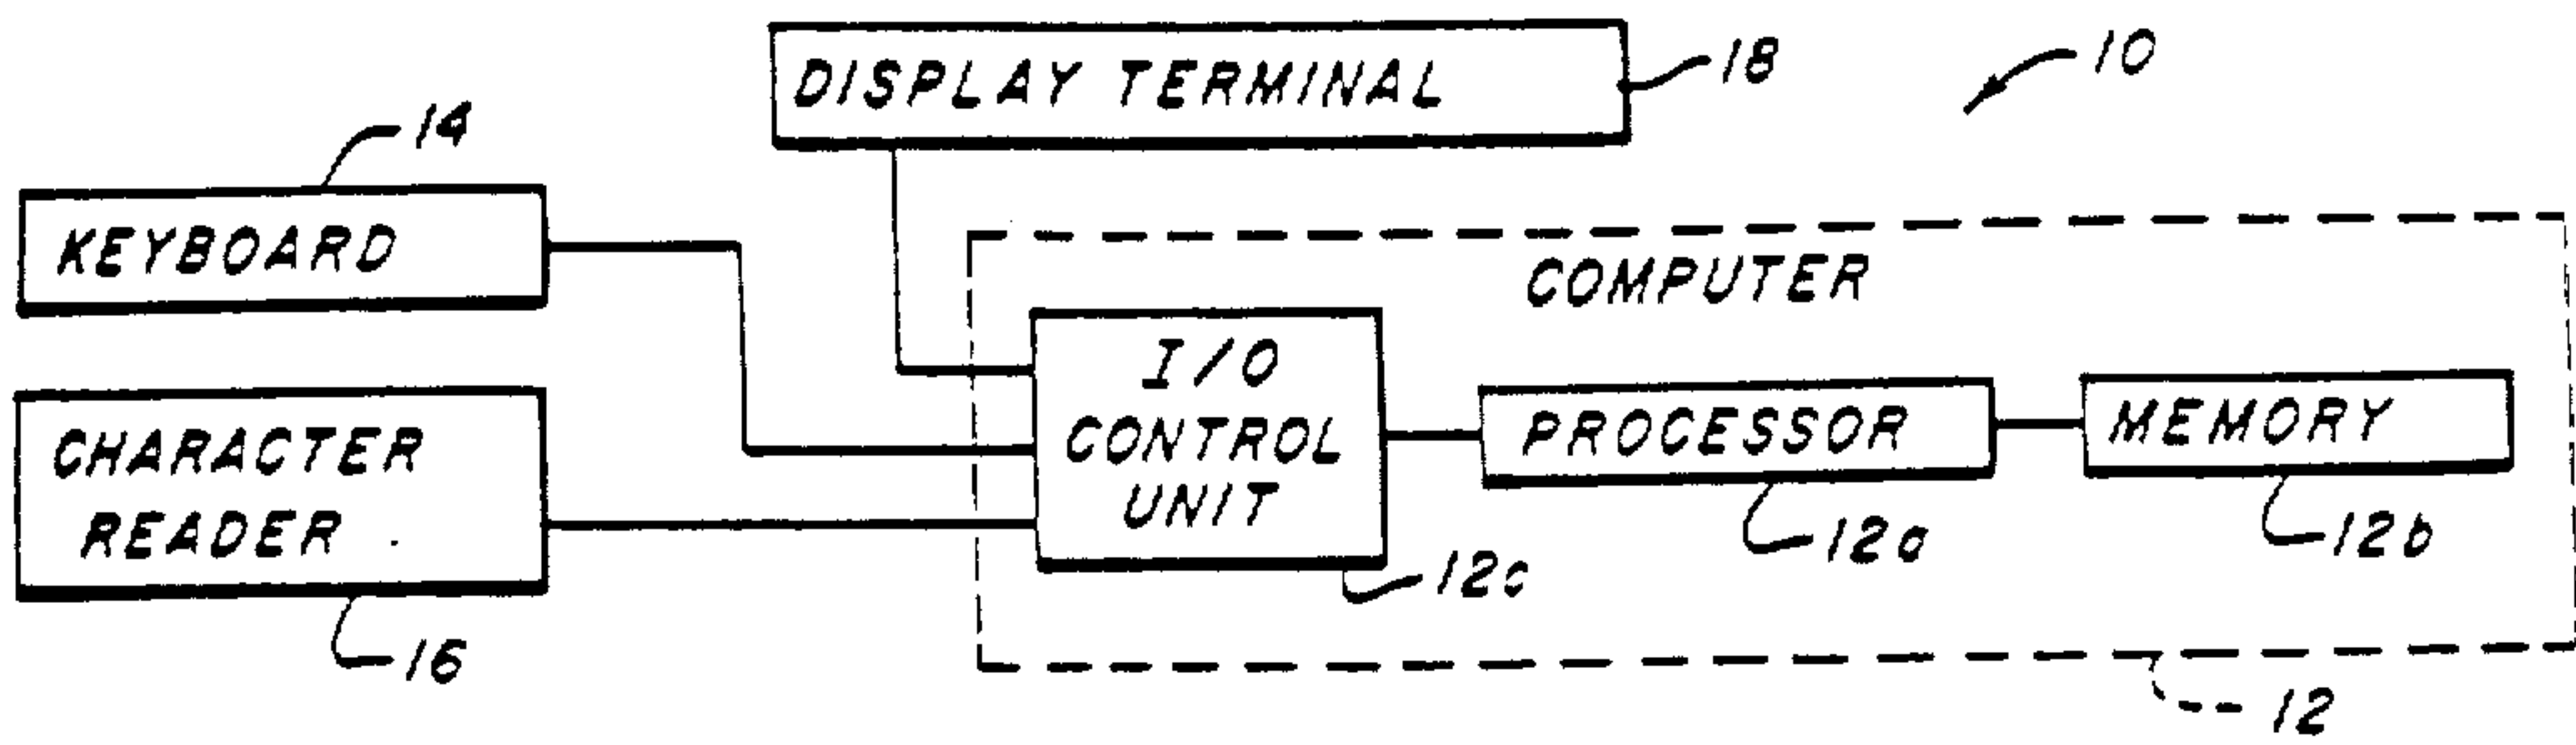 DISPLAY TERMINAL
18
10
14
KEYBOARD
COMPUTER
I/O
CONTROL
UNIT
PROCESSOR
MEMORY
CHARACTER
READER
12c
12a
12b
16
12